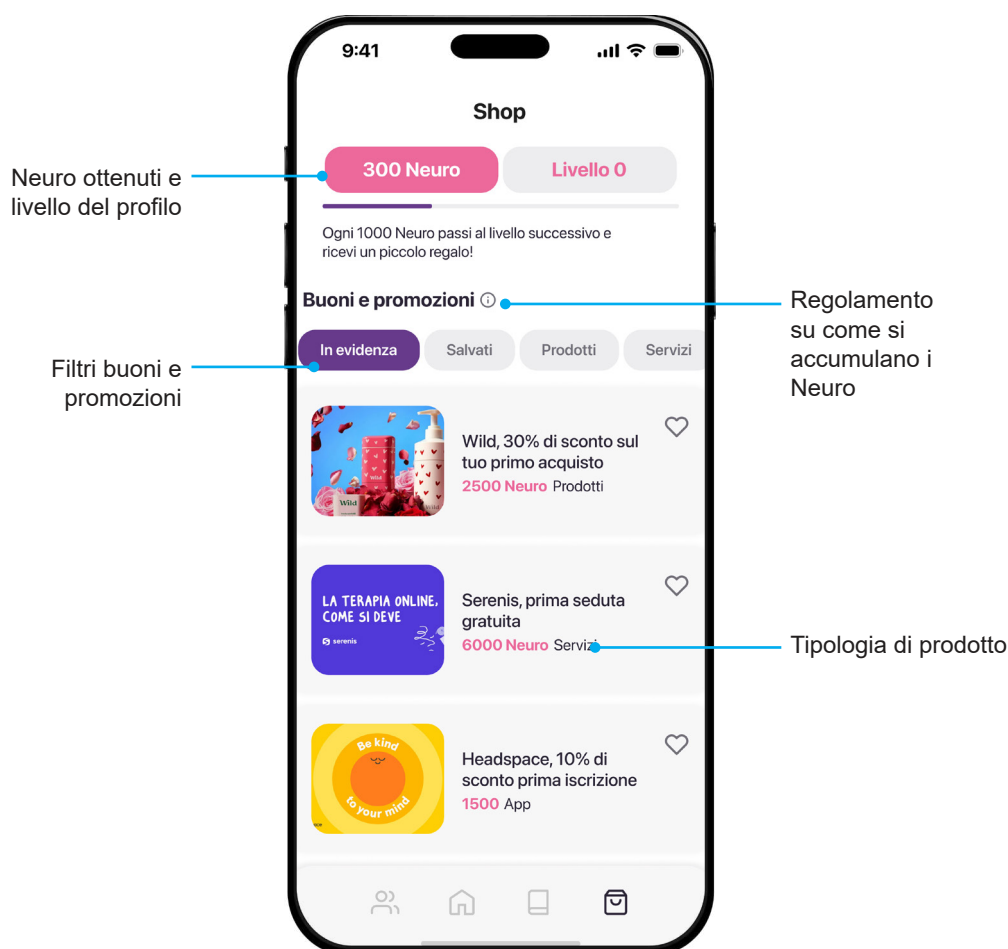 9:41
Shop
300 Neuro
Livello 0
Neuro ottenuti e
livello del profilo
Ogni 1000 Neuro passi al livello successivo e
ricevi un piccolo regalo!
Buoni e promozioni
Regolamento
su come si
accumulano i
Neuro
In evidenza
Salvati
Prodotti
Servizi
Filtri buoni e
promozioni
Wild
Wild
Wild, 30% di sconto sul
tuo primo acquisto
2500 Neuro Prodotti
LA TERAPIA ONLINE,
COME SI DEVE
serenis
Serenis, prima seduta
gratuita
6000 Neuro Servizi
Tipologia di prodotto
Be kind
to your mind
Headspace, 10% di
sconto prima iscrizione
1500 App